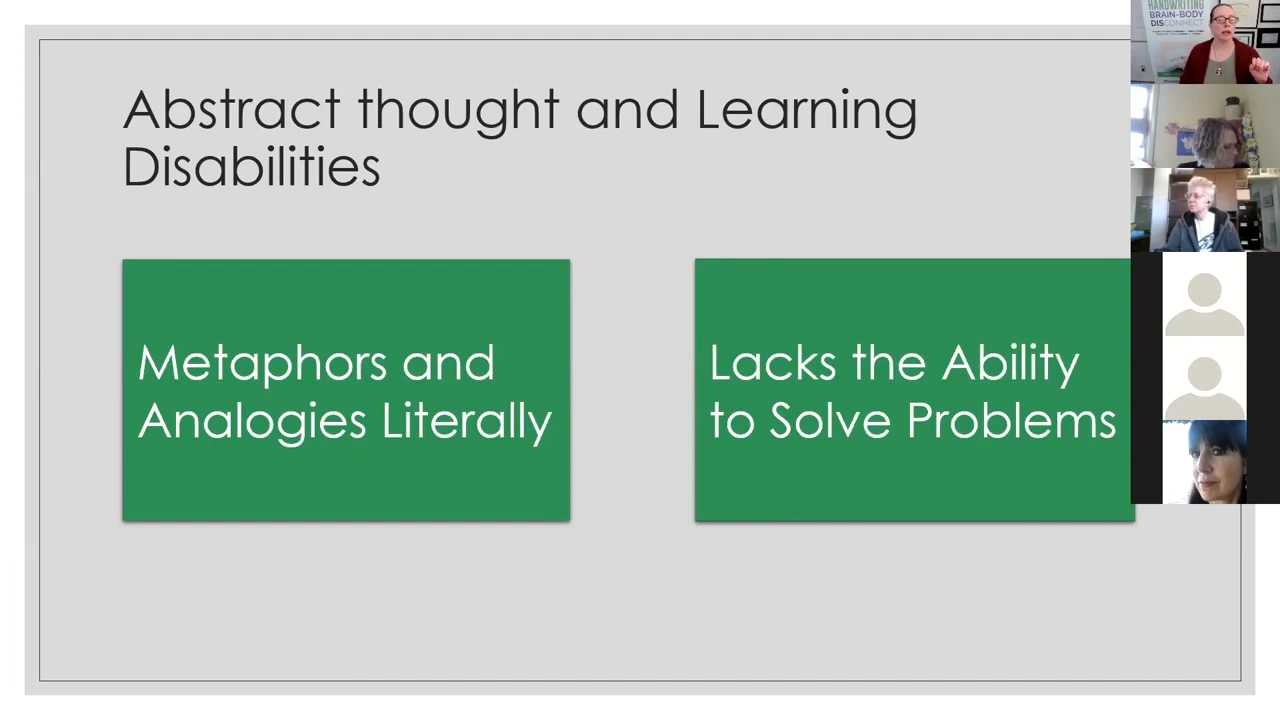 Abstract thought and Learning
Disabilities
Metaphors and
Analogies Literally
Lacks the Ability
to Solve Problems
HANDWRITING
BRAIN-BODY
DISCONNECT